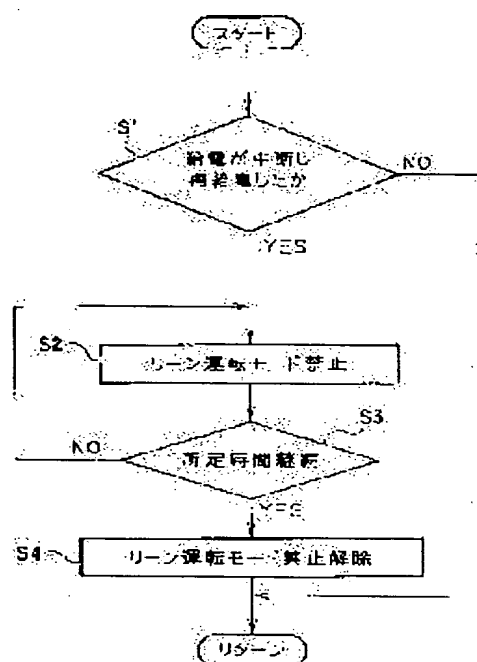 スタート
S1
給電が中断し
再給電したか
NO
YES
S2
リーン運転モード禁止
S3
所定時間継続
NO
YES
S4
リーン運転モード禁止解除
リターン